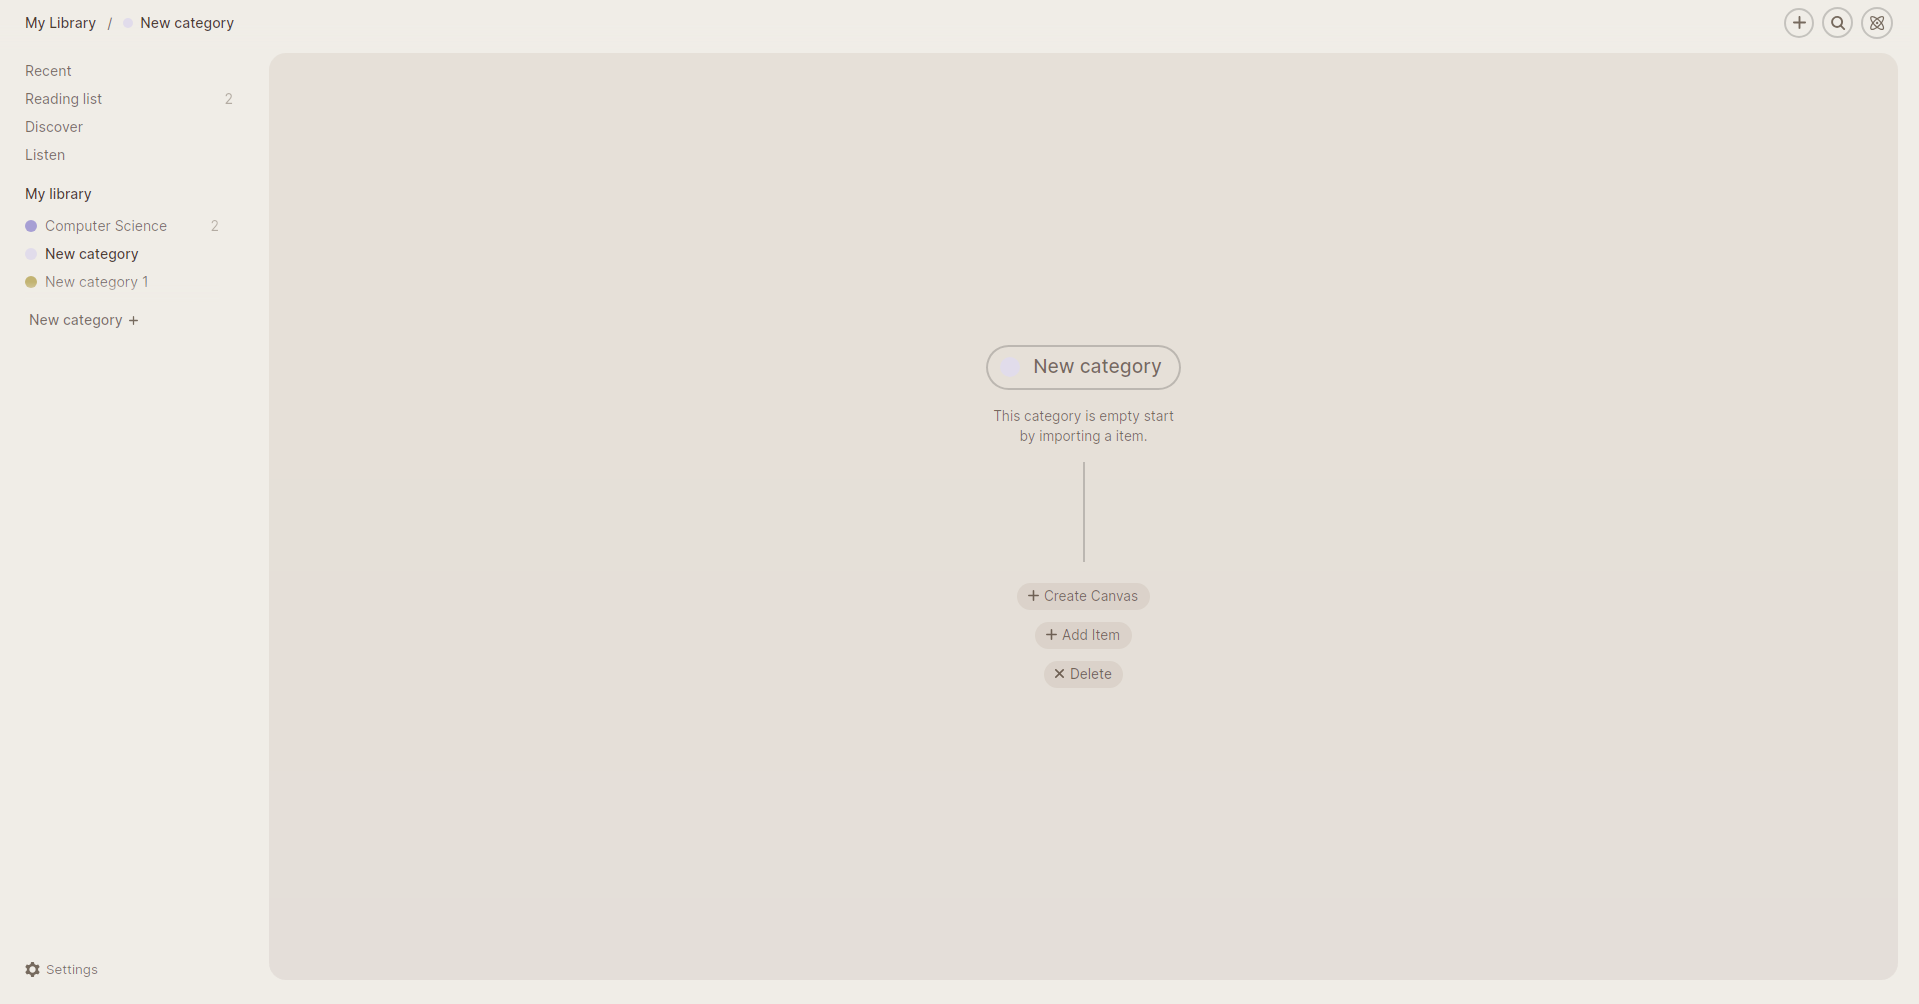 My Library / New category
Recent
Reading list 2
Discover
Listen
My library
Computer Science 2
New category
New category 1
New category +
New category
This category is empty start
by importing a item.
+ Create Canvas
+ Add Item
× Delete
Settings